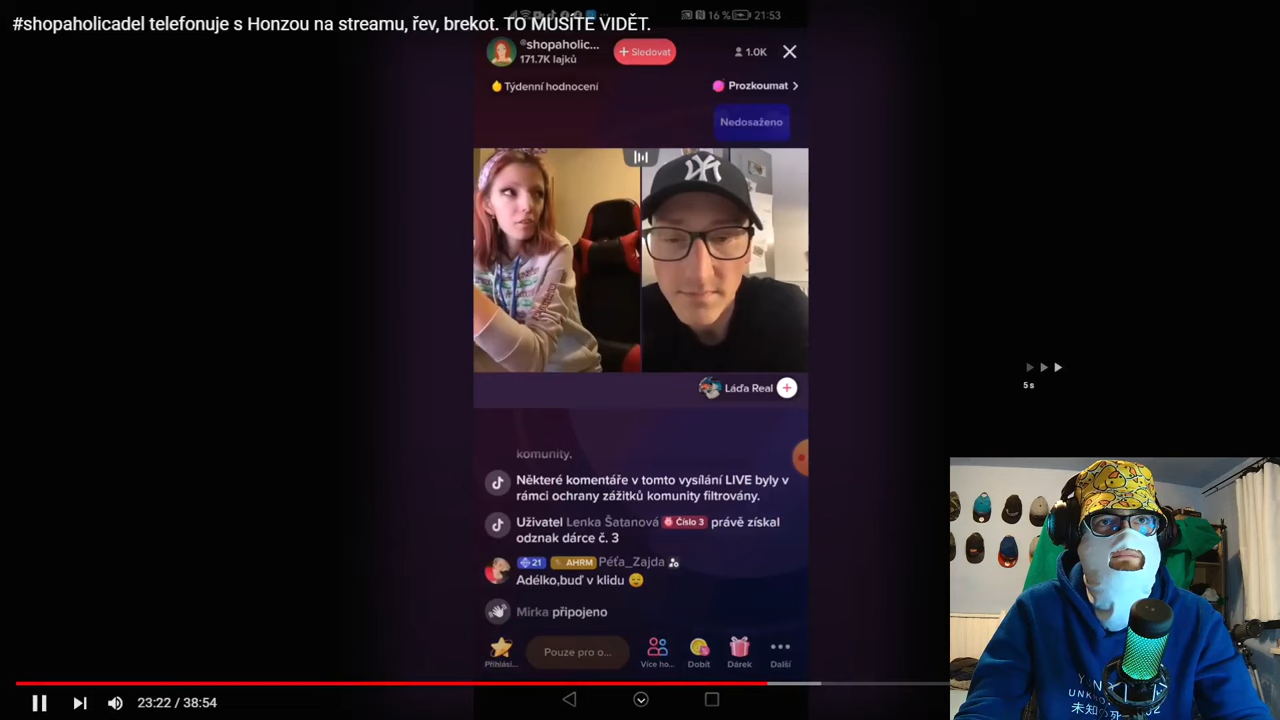 #shopaholicadel telefonuje s Honzou na streamu, řev, brekot. TO MUSÍTE VIDĚT.
16 % 21:53
®shopaholic...
171.7K lajků
+ Sledovat
1.0K
Týdenní hodnocení
Prozkoumat
Nedosaženo
Láďa Real
komunity.
Některé komentáře v tomto vysílání LIVE byly v
rámci ochrany zážitků komunity filtrovány.
Uživatel Lenka Šatanová Číslo 3 právě získal
odznak dárce č. 3
21 AHRM Péťa_Zajda
Adélko,buď v klidu
Mirka připojeno
Pouze pro o...
Přihlási...
Více ho...
Dobít
Dárek
Další
5 s
23:22 / 38:54